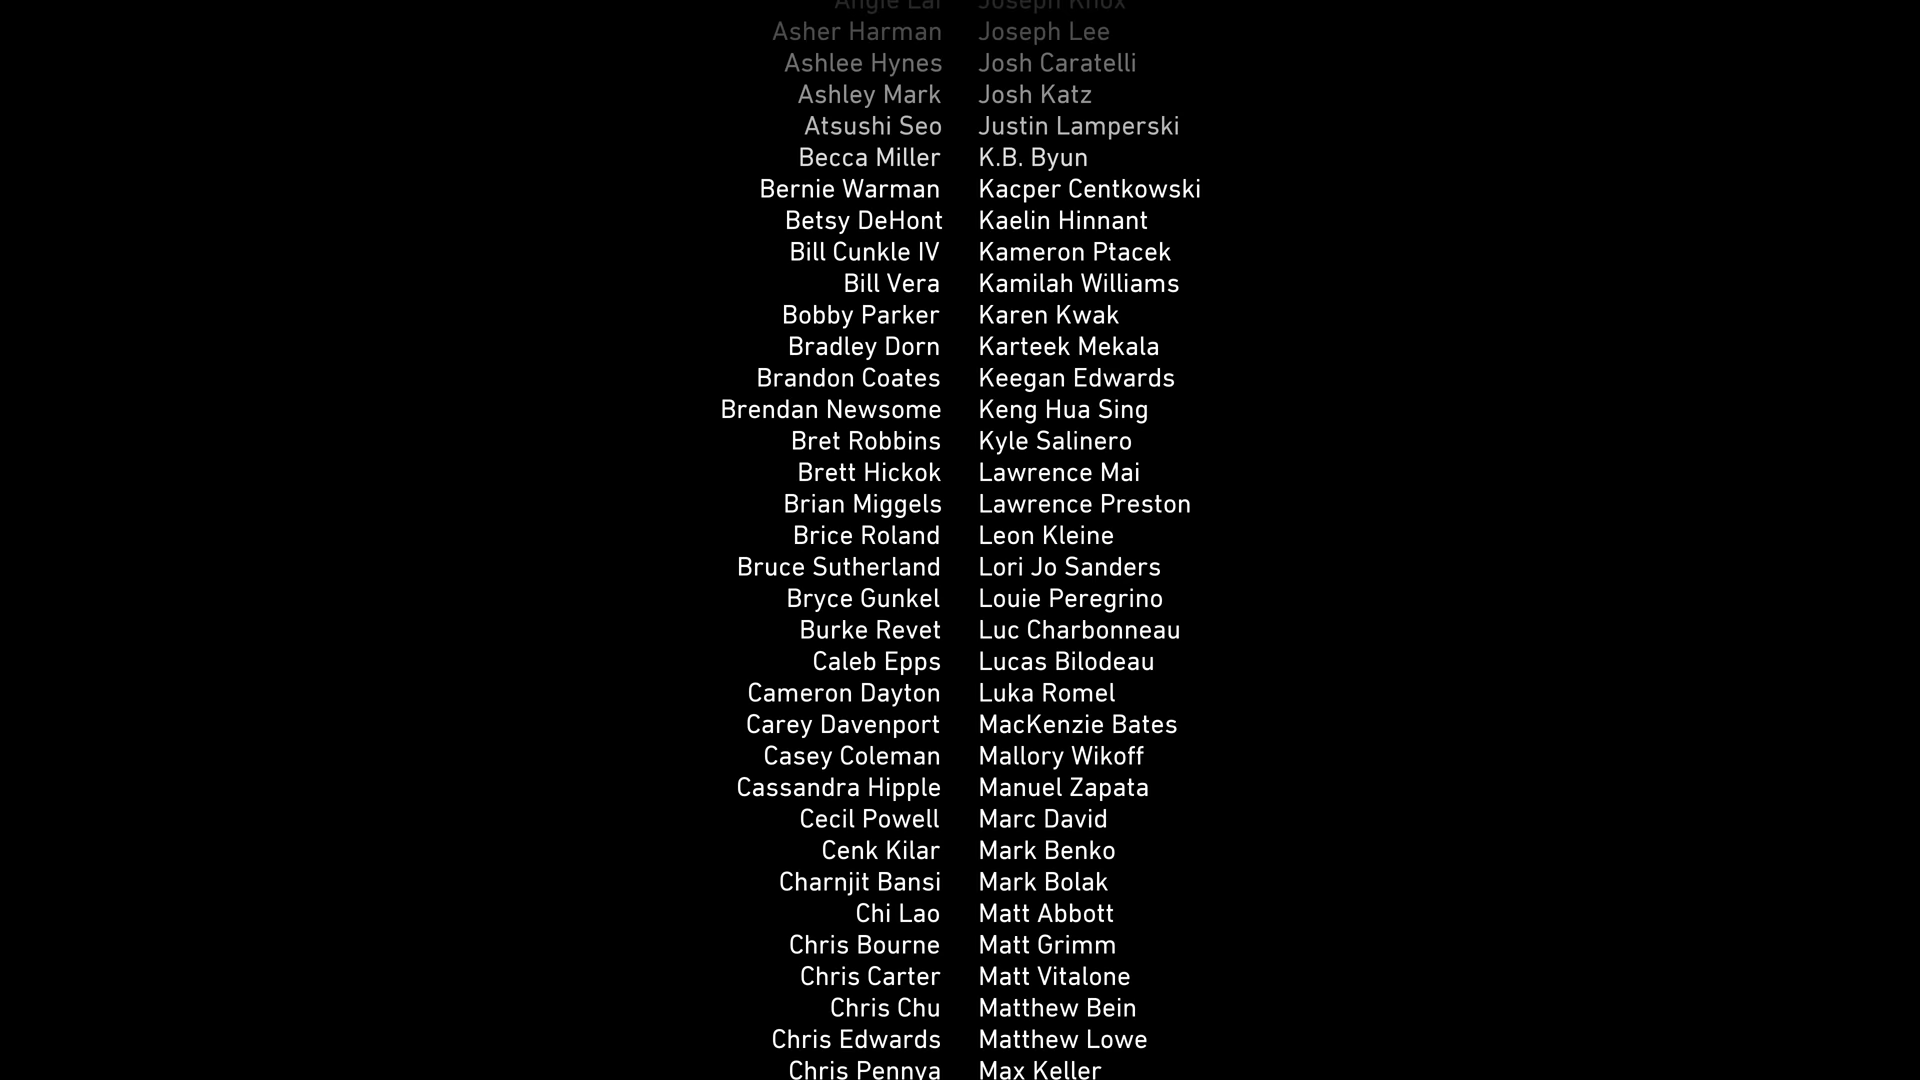 Angie Lai Joseph Knox
Asher Harman Joseph Lee
Ashlee Hynes Josh Caratelli
Ashley Mark Josh Katz
Atsushi Seo Justin Lamperski
Becca Miller K.B. Byun
Bernie Warman Kacper Centkowski
Betsy DeHont Kaelin Hinnant
Bill Cunkle IV Kameron Ptacek
Bill Vera Kamilah Williams
Bobby Parker Karen Kwak
Bradley Dorn Karteek Mekala
Brandon Coates Keegan Edwards
Brendan Newsome Keng Hua Sing
Bret Robbins Kyle Salinero
Brett Hickok Lawrence Mai
Brian Miggels Lawrence Preston
Brice Roland Leon Kleine
Bruce Sutherland Lori Jo Sanders
Bryce Gunkel Louie Peregrino
Burke Revet Luc Charbonneau
Caleb Epps Lucas Bilodeau
Cameron Dayton Luka Romel
Carey Davenport MacKenzie Bates
Casey Coleman Mallory Wikoff
Cassandra Hipple Manuel Zapata
Cecil Powell Marc David
Cenk Kilar Mark Benko
Charnjit Bansi Mark Bolak
Chi Lao Matt Abbott
Chris Bourne Matt Grimm
Chris Carter Matt Vitalone
Chris Chu Matthew Bein
Chris Edwards Matthew Lowe
Chris Pennya Max Keller